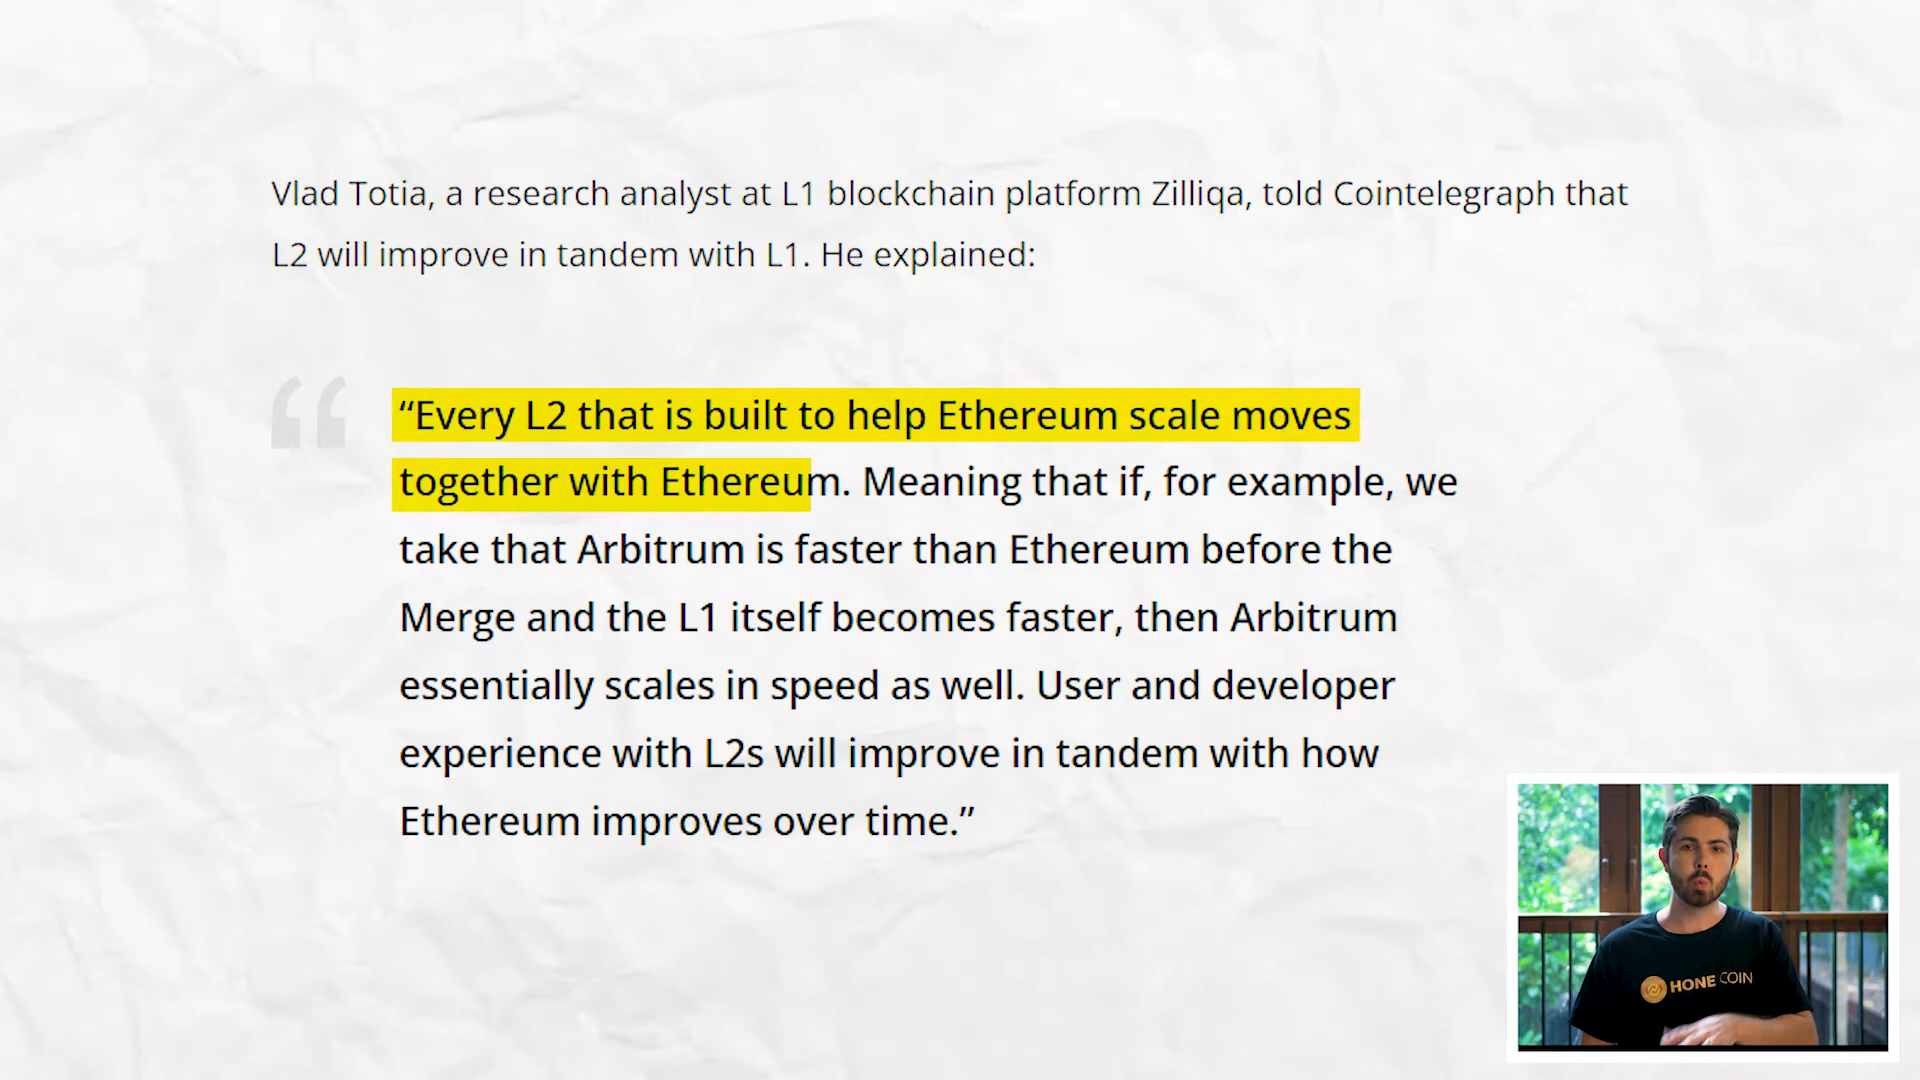 Vlad Totia, a research analyst at L1 blockchain platform Zilliqa, told Cointelegraph that
L2 will improve in tandem with L1. He explained:
“Every L2 that is built to help Ethereum scale moves
together with Ethereum. Meaning that if, for example, we
take that Arbitrum is faster than Ethereum before the
Merge and the L1 itself becomes faster, then Arbitrum
essentially scales in speed as well. User and developer
experience with L2s will improve in tandem with how
Ethereum improves over time.”
HONE COIN